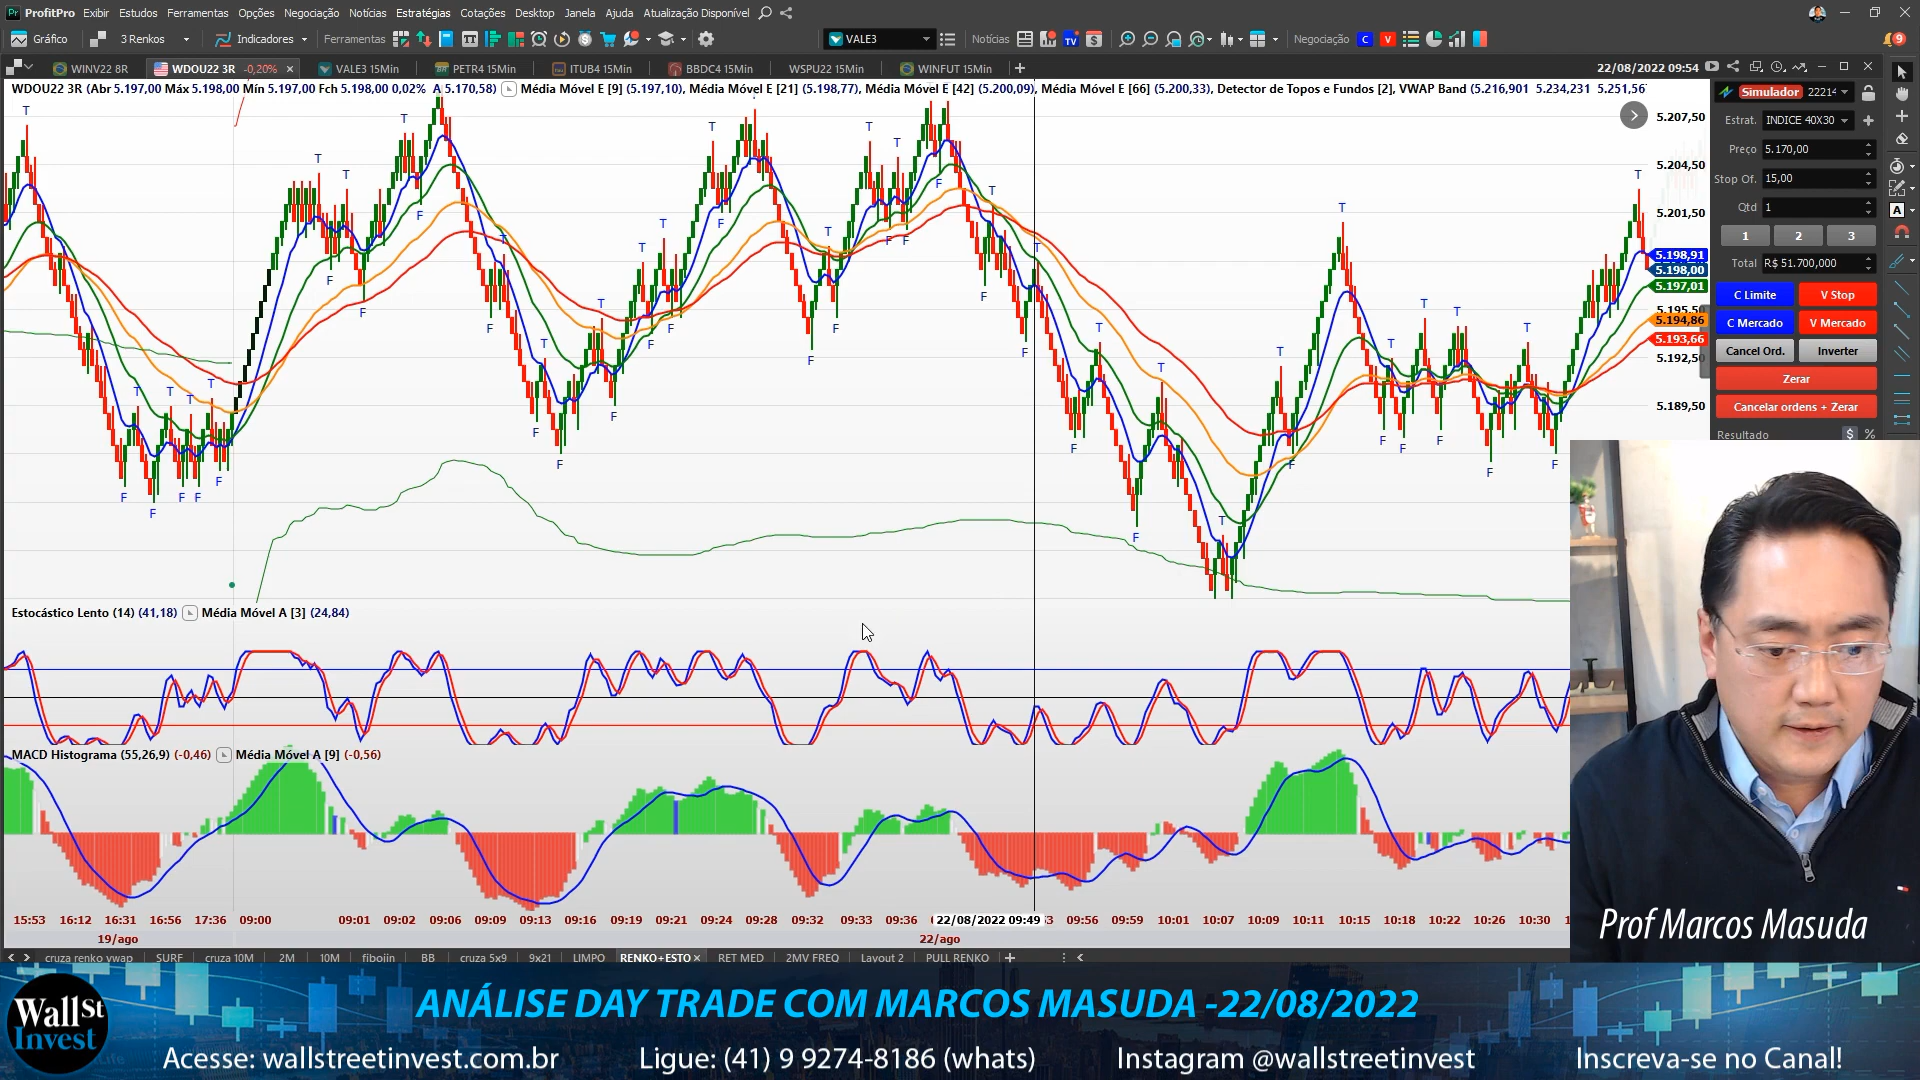 ProfitPro Exibir Estudos Ferramentas Opções Negociação Notícias Estratégias Cotações Desktop Janela Ajuda Atualização Disponível
Gráfico 3 Renkos Indicadores Ferramentas VALE3 Notícias Negociação C V 9
WINV22 8R WDOU22 3R -0,20% VALE3 15Min PETR4 15Min ITUB4 15Min BBDC4 15Min WSPU22 15Min WINFUT 15Min 22/08/2022 09:54
WDOU22 3R (Abr 5.197,00 Máx 5.198,00 Mín 5.197,00 Fch 5.198,00 0,02% A 5.170,58) Média Móvel E [9] (5.197,10), Média Móvel E [21] (5.198,77), Média Móvel E [42] (5.200,09), Média Móvel E [66] (5.200,33), Detector de Topos e Fundos [2], VWAP Band (5.216,901 5.234,231 5.251,56
5.207,50
5.204,50
5.201,50
5.198,91
5.198,00
5.197,01
5.194,86
5.193,66
5.192,50
5.189,50
Simulador 22214
Estrat. INDICE 40X30
Preço 5.170,00
Stop Of. 15,00
Qtd 1
1 2 3
Total R$ 51.700,000
C Limite V Stop
C Mercado V Mercado
Cancel Ord. Inverter
Zerar
Cancelar ordens + Zerar
Resultado $ %
Estocástico Lento (14) (41,18) Média Móvel A [3] (24,84)
MACD Histograma (55,26,9) (-0,46) Média Móvel A [9] (-0,56)
15:53 16:12 16:31 16:56 17:36 09:00 09:01 09:02 09:06 09:09 09:13 09:16 09:19 09:21 09:24 09:28 09:32 09:33 09:36 22/08/2022 09:49 09:56 09:59 10:01 10:07 10:09 10:11 10:15 10:18 10:22 10:26 10:30
19/ago 22/ago
cruza renko vwap SURF cruza 10M 2M 10M fiboiin BB cruza 5x9 9x21 LIMPO RENKO+ESTO RET MED 2MV FREQ Layout 2 PULL RENKO
Prof Marcos Masuda
Wall St Invest
ANÁLISE DAY TRADE COM MARCOS MASUDA -22/08/2022
Acesse: wallstreetinvest.com.br Ligue: (41) 9 9274-8186 (whats) Instagram @wallstreetinvest Inscreva-se no Canal!